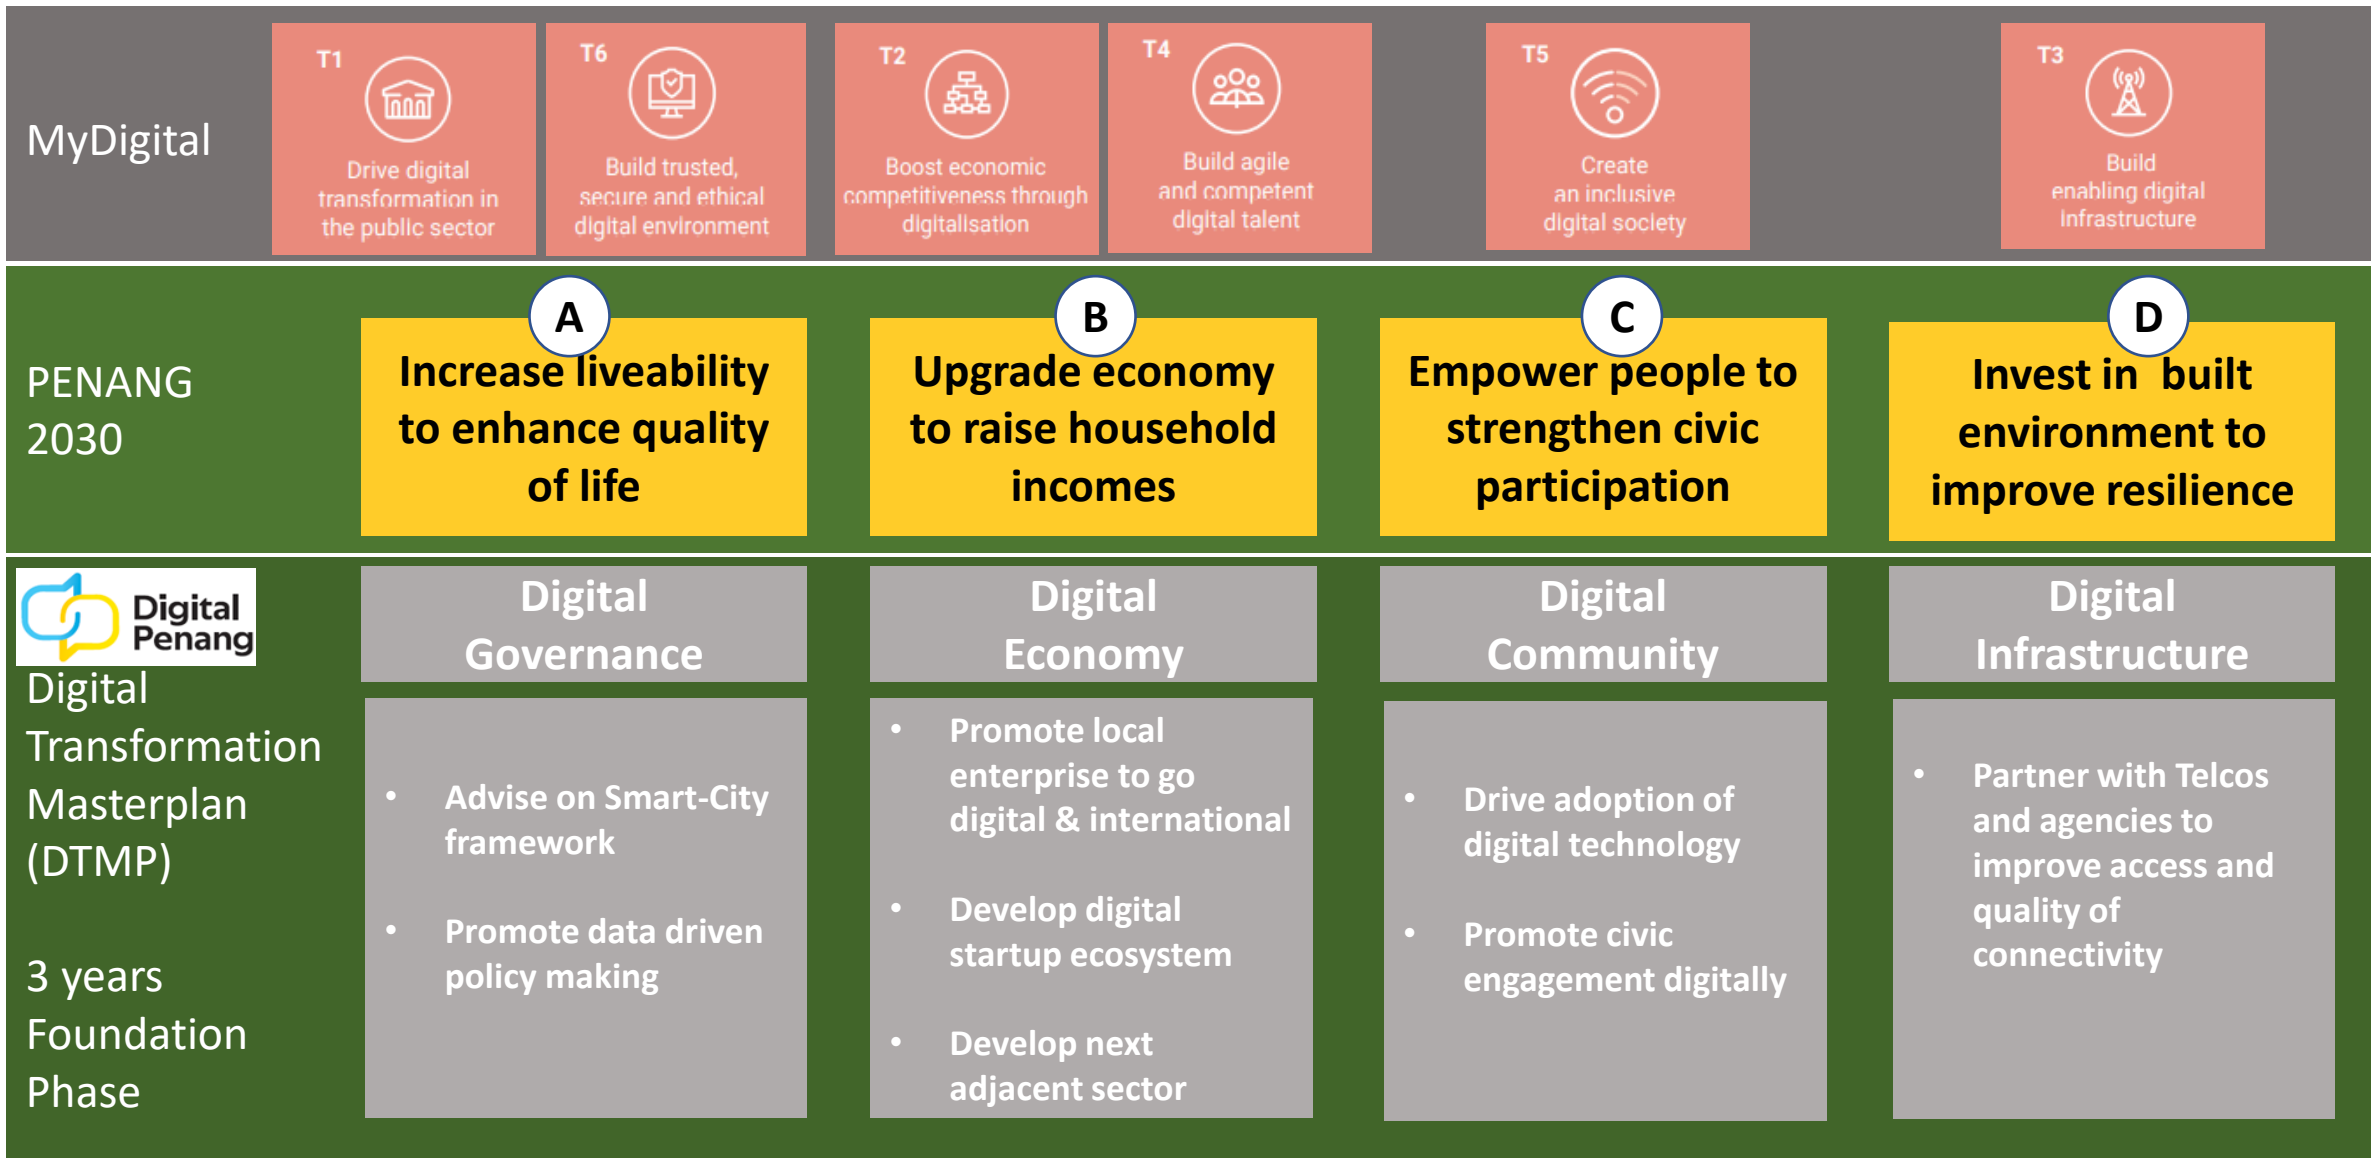 MyDigital
T1
Drive digital
transformation in
the public sector
T6
Build trusted,
secure and ethical
digital environment
T2
Boost economic
competitiveness through
digitalisation
T4
Build agile
and competent
digital talent
T5
Create
an inclusive
digital society
T3
Build
enabling digital
infrastructure
PENANG
2030
A
Increase liveability
to enhance quality
of life
B
Upgrade economy
to raise household
incomes
C
Empower people to
strengthen civic
participation
D
Invest in built
environment to
improve resilience
Digital
Penang
Digital
Transformation
Masterplan
(DTMP)
3 years
Foundation
Phase
Digital
Governance
• Advise on Smart-City
framework
• Promote data driven
policy making
Digital
Economy
• Promote local
enterprise to go
digital & international
• Develop digital
startup ecosystem
• Develop next
adjacent sector
Digital
Community
• Drive adoption of
digital technology
• Promote civic
engagement digitally
Digital
Infrastructure
• Partner with Telcos
and agencies to
improve access and
quality of
connectivity